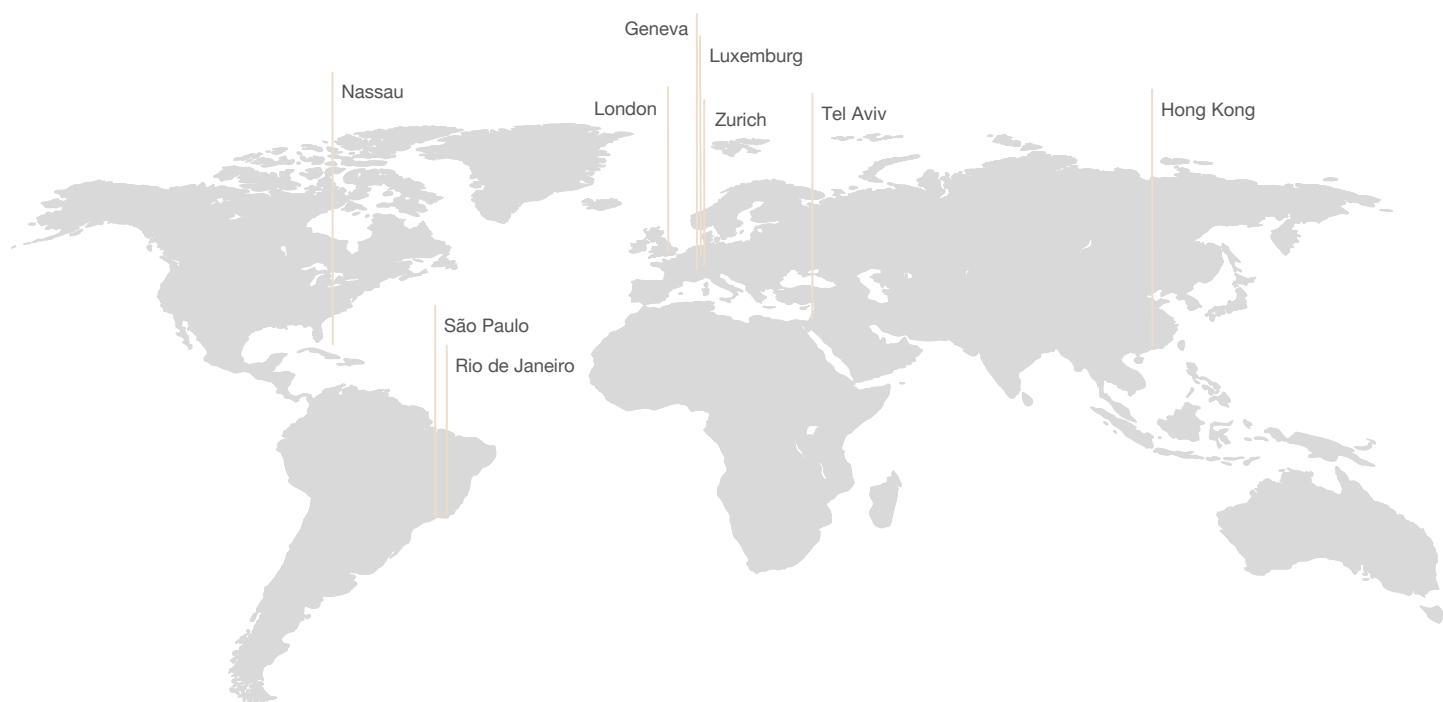 Geneva
Luxemburg
Nassau
London
Zurich
Tel Aviv
Hong Kong
São Paulo
Rio de Janeiro